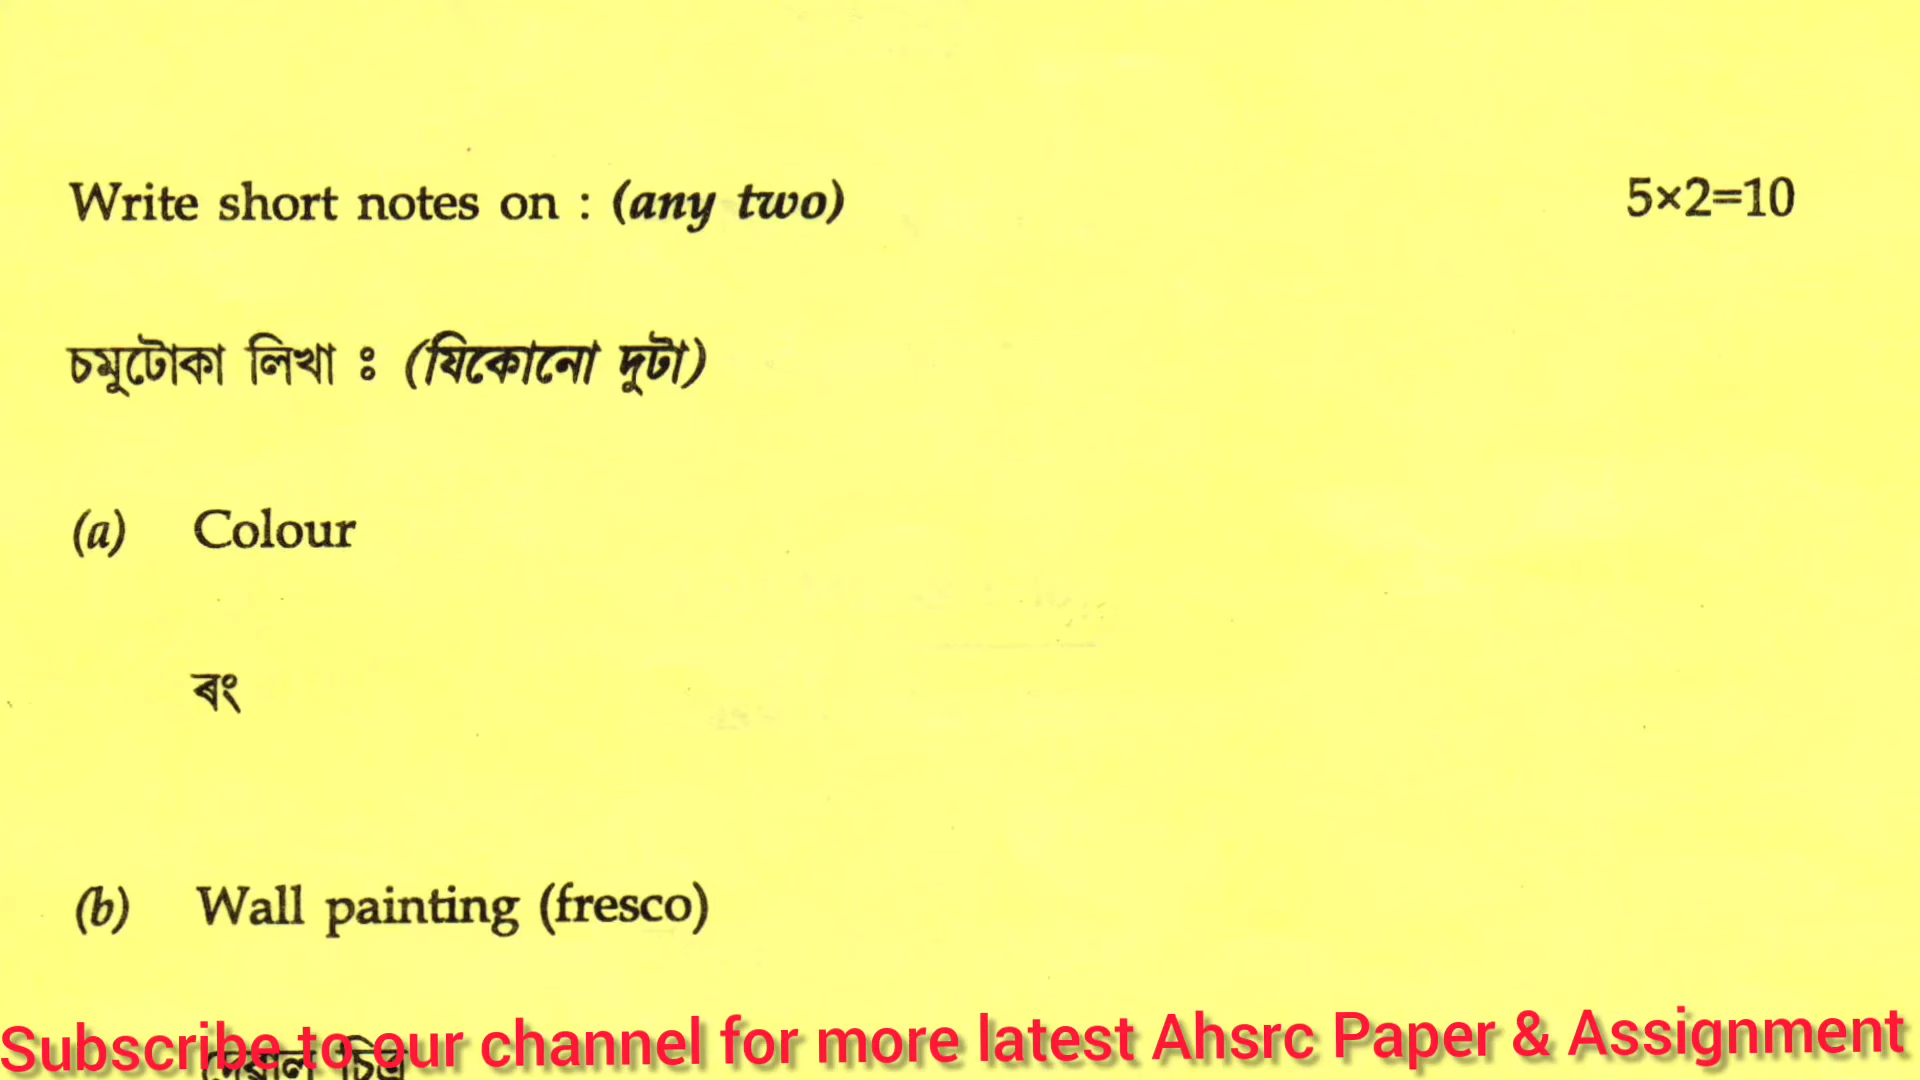 Write short notes on : (any two) 5×2=10
চমুটোকা লিখা ঃ (যিকোনো দুটা)
(a) Colour
ৰং
(b) Wall painting (fresco)
দেৱাল চিত্ৰ
Subscribe to our channel for more latest Ahsrc Paper & Assignment